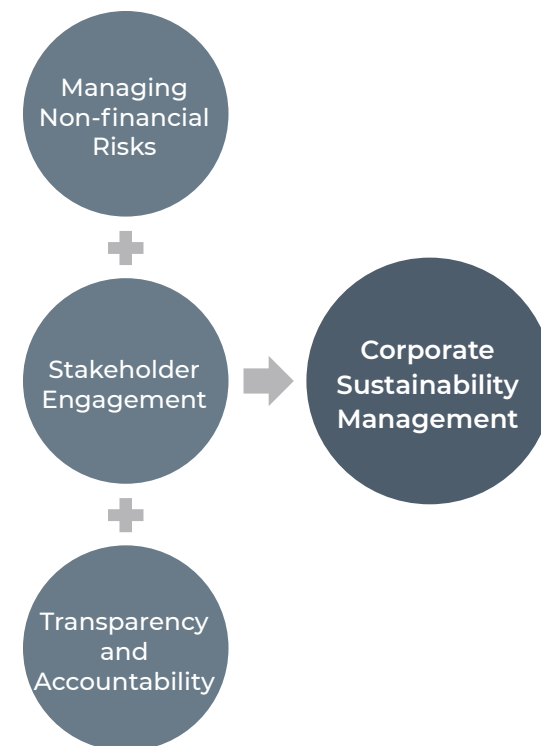 Managing
Non-financial
Risks
Stakeholder
Engagement
Corporate
Sustainability
Management
Transparency
and
Accountability